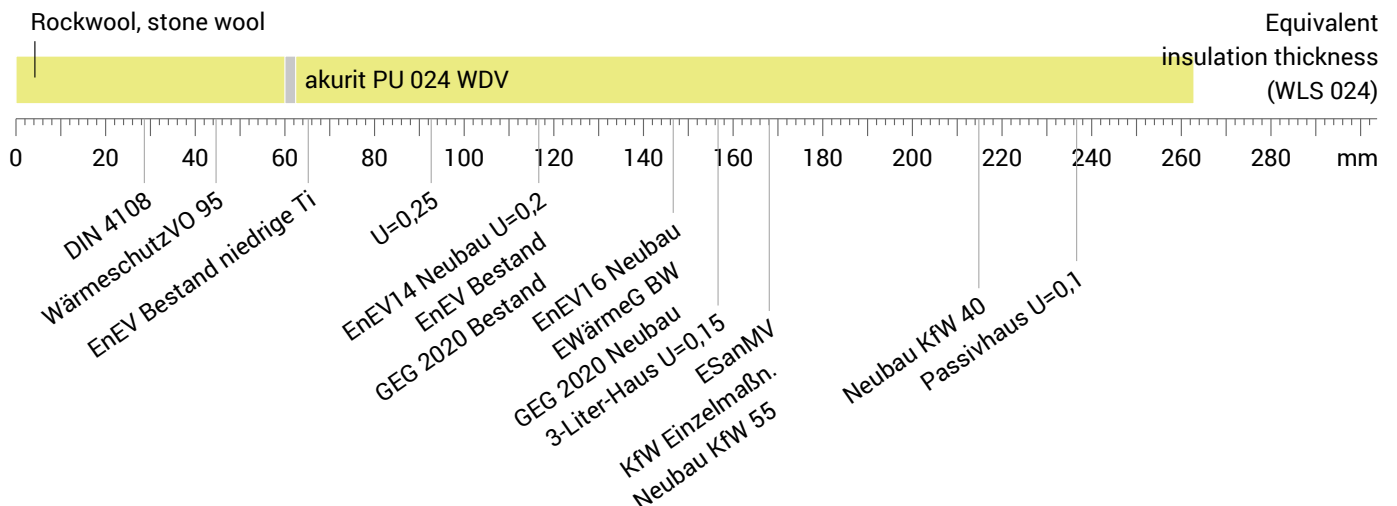 Rockwool, stone wool
Equivalent
insulation thickness
(WLS 024)
akurit PU 024 WDV
0 20 40 60 80 100 120 140 160 180 200 220 240 260 280 mm
DIN 4108
WärmeschutzVO 95
EnEV Bestand niedrige Ti
U=0,25
EnEV14 Neubau U=0,2
EnEV Bestand
GEG 2020 Bestand
EnEV16 Neubau
EWärmeG BW
GEG 2020 Neubau
3-Liter-Haus U=0,15
ESanMV
KfW Einzelmaßn.
Neubau KfW 55
Neubau KfW 40
Passivhaus U=0,1